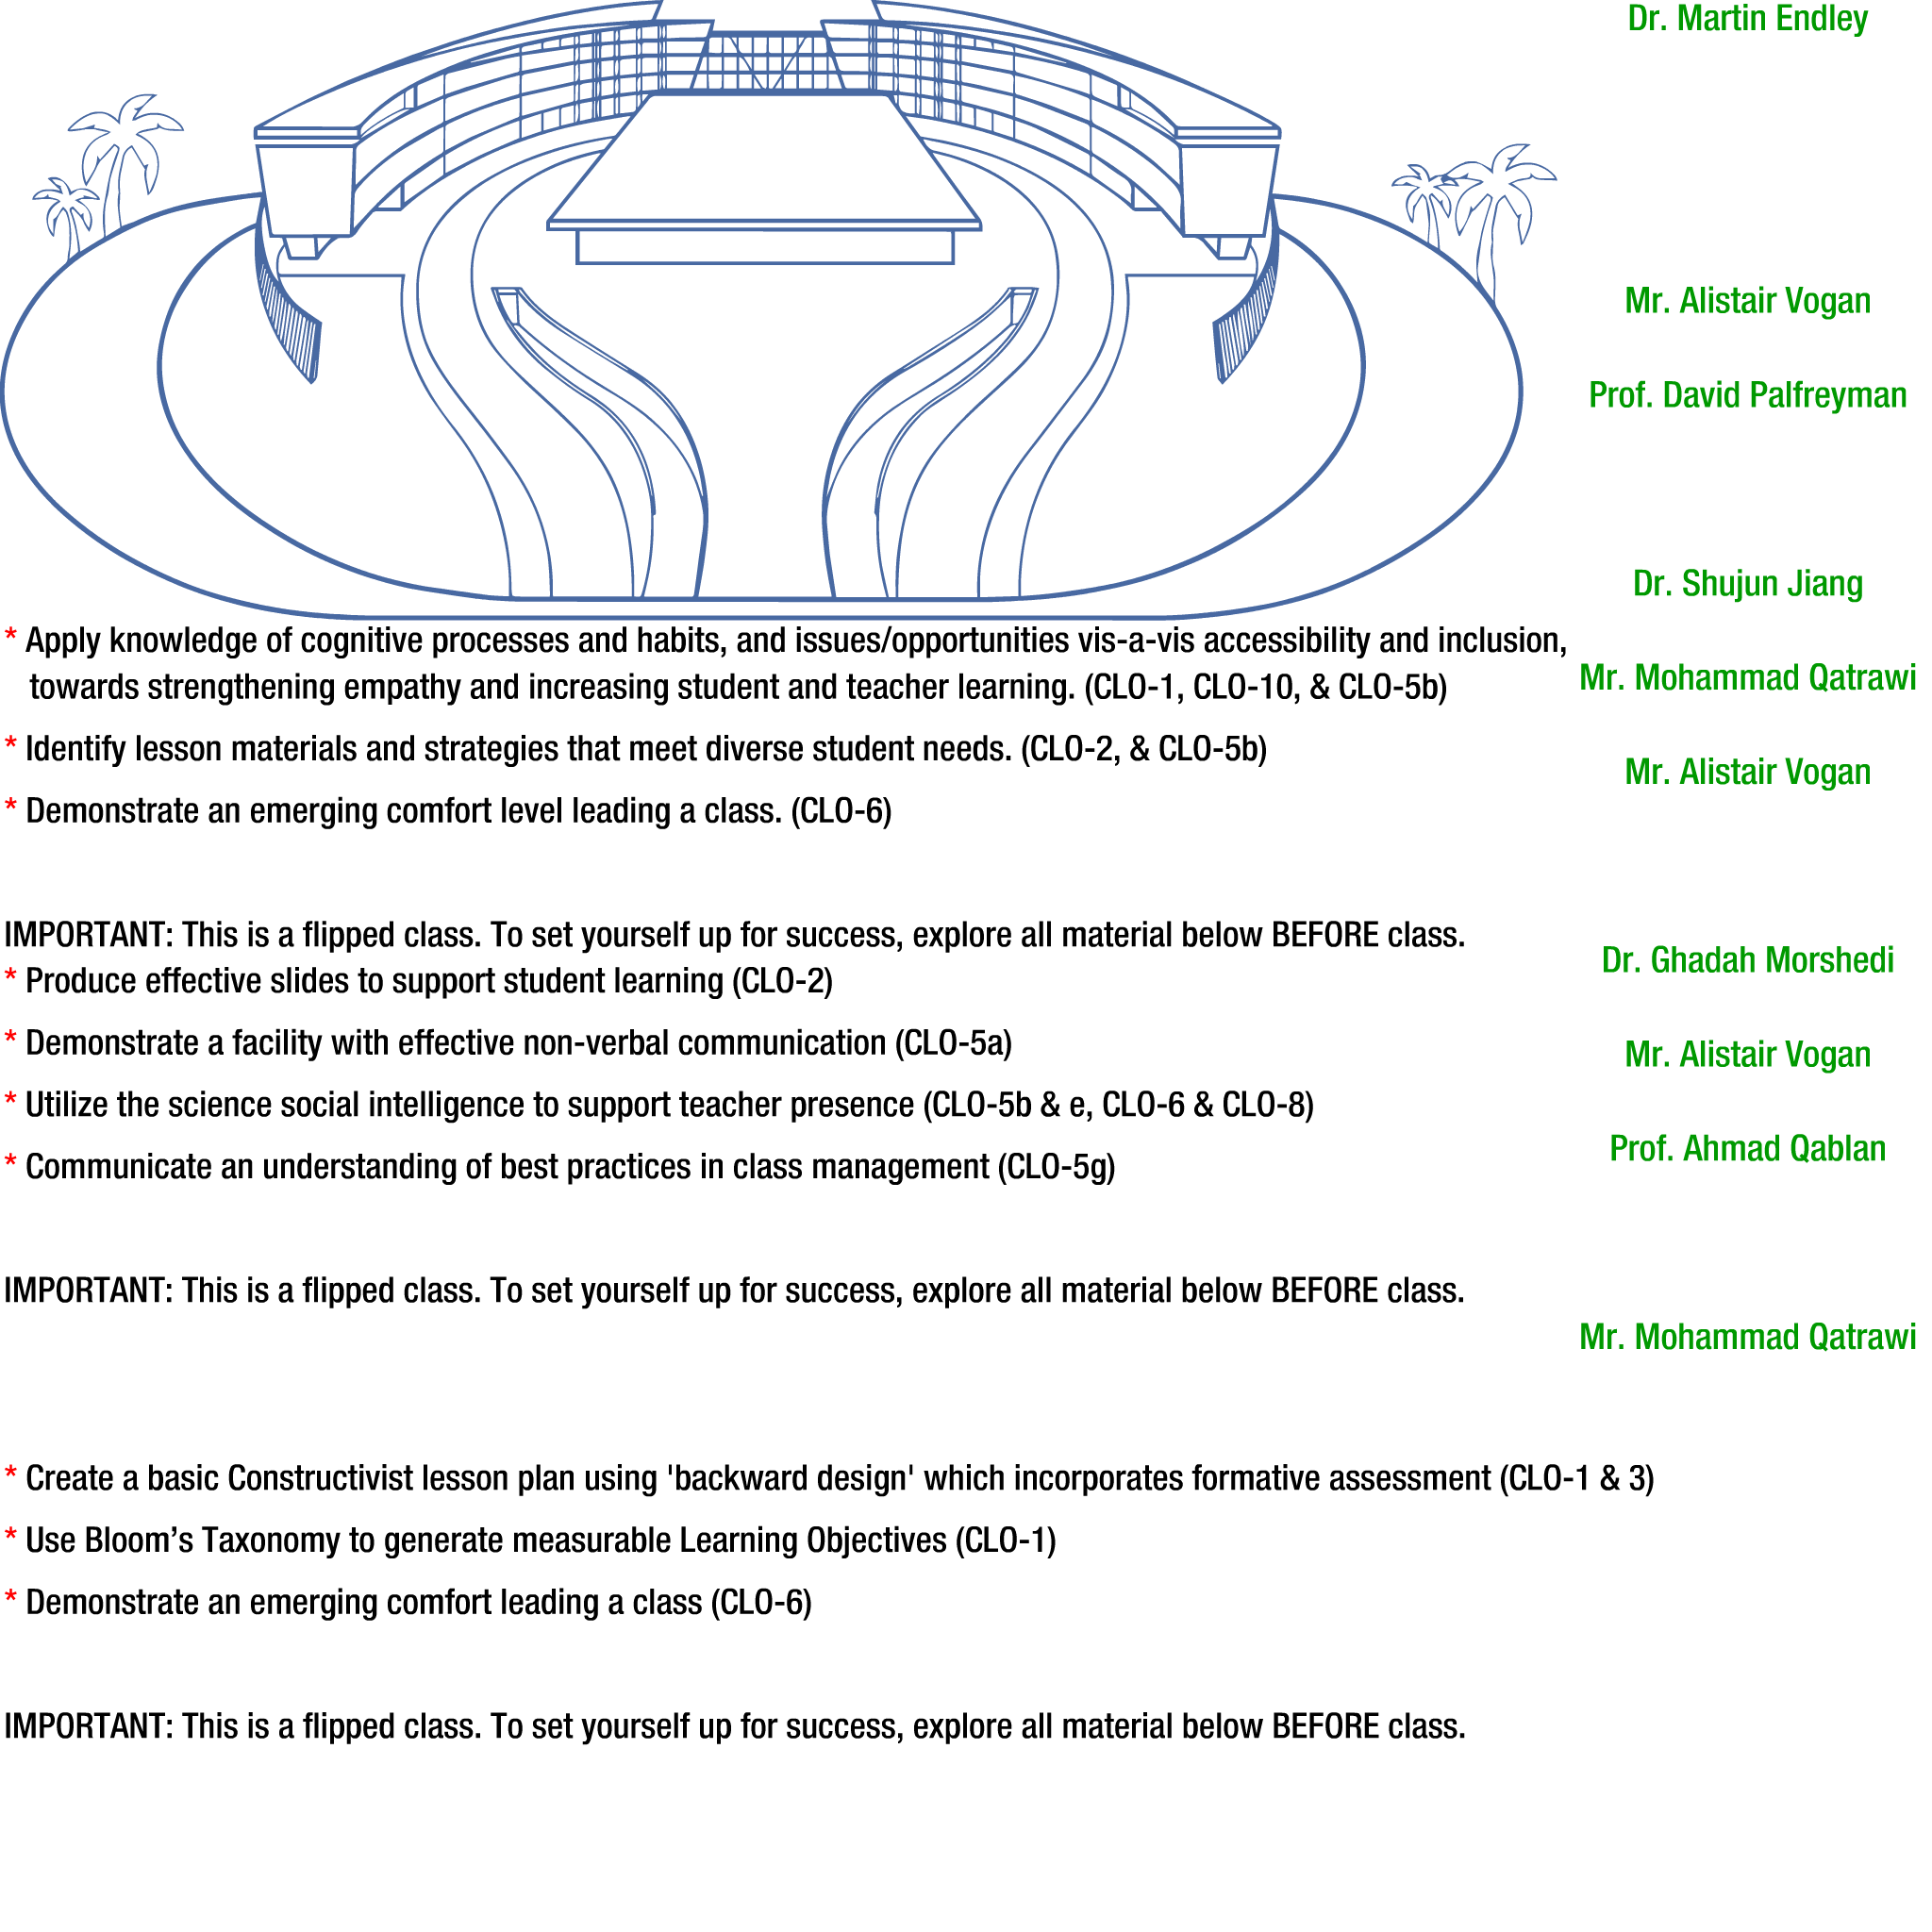 Dr. Martin Endley
Mr. Alistair Vogan
Prof. David Palfreyman
Dr. Shujun Jiang
* Apply knowledge of cognitive processes and habits, and issues/opportunities vis-a-vis accessibility and inclusion,
towards strengthening empathy and increasing student and teacher learning. (CLO-1, CLO-10, & CLO-5b)
Mr. Mohammad Qatrawi
* Identify lesson materials and strategies that meet diverse student needs. (CLO-2, & CLO-5b)
Mr. Alistair Vogan
* Demonstrate an emerging comfort level leading a class. (CLO-6)
IMPORTANT: This is a flipped class. To set yourself up for success, explore all material below BEFORE class.
Dr. Ghadah Morshedi
* Produce effective slides to support student learning (CLO-2)
* Demonstrate a facility with effective non-verbal communication (CLO-5a)
Mr. Alistair Vogan
* Utilize the science social intelligence to support teacher presence (CLO-5b & e, CLO-6 & CLO-8)
Prof. Ahmad Qablan
* Communicate an understanding of best practices in class management (CLO-5g)
IMPORTANT: This is a flipped class. To set yourself up for success, explore all material below BEFORE class.
Mr. Mohammad Qatrawi
* Create a basic Constructivist lesson plan using 'backward design' which incorporates formative assessment (CLO-1 & 3)
* Use Bloom’s Taxonomy to generate measurable Learning Objectives (CLO-1)
* Demonstrate an emerging comfort leading a class (CLO-6)
IMPORTANT: This is a flipped class. To set yourself up for success, explore all material below BEFORE class.